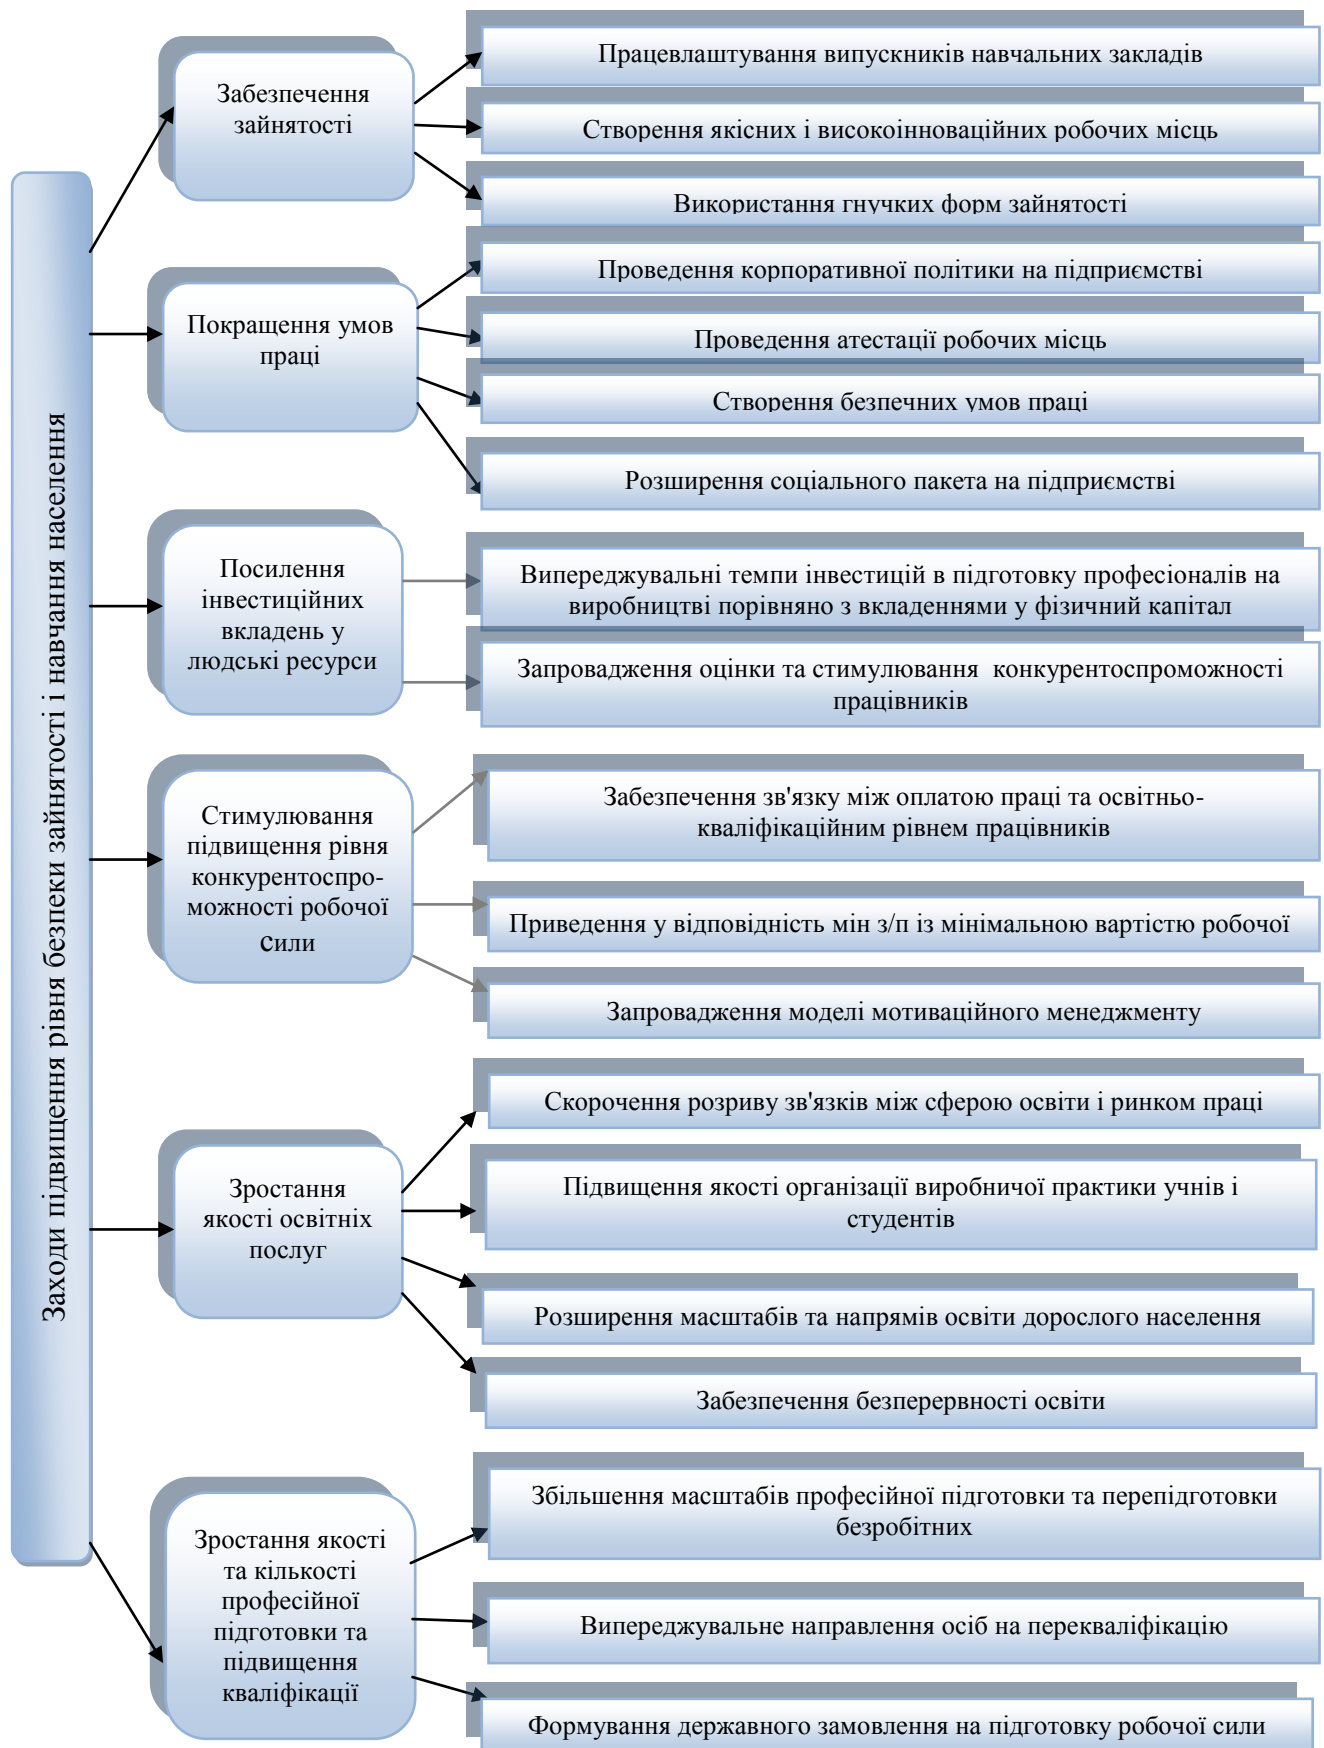 Заходи підвищення рівня безпеки зайнятості і навчання населення
Забезпечення
зайнятості
Працевлаштування випускників навчальних закладів
Створення якісних і високоінноваційних робочих місць
Використання гнучких форм зайнятості
Покращення умов
праці
Проведення корпоративної політики на підприємстві
Проведення атестації робочих місць
Створення безпечних умов праці
Розширення соціального пакета на підприємстві
Посилення
інвестиційних
вкладень у
людські ресурси
Випереджувальні темпи інвестицій в підготовку професіоналів на
виробництві порівняно з вкладеннями у фізичний капітал
Запровадження оцінки та стимулювання конкурентоспроможності
працівників
Стимулювання
підвищення рівня
конкурентоспро-
можності робочої
сили
Забезпечення зв'язку між оплатою праці та освітньо-
кваліфікаційним рівнем працівників
Приведення у відповідність мін з/п із мінімальною вартістю робочої
Запровадження моделі мотиваційного менеджменту
Зростання
якості освітніх
послуг
Скорочення розриву зв'язків між сферою освіти і ринком праці
Підвищення якості організації виробничої практики учнів і
студентів
Розширення масштабів та напрямів освіти дорослого населення
Забезпечення безперервності освіти
Зростання якості
та кількості
професійної
підготовки та
підвищення
кваліфікації
Збільшення масштабів професійної підготовки та перепідготовки
безробітних
Випереджувальне направлення осіб на перекваліфікацію
Формування державного замовлення на підготовку робочої сили